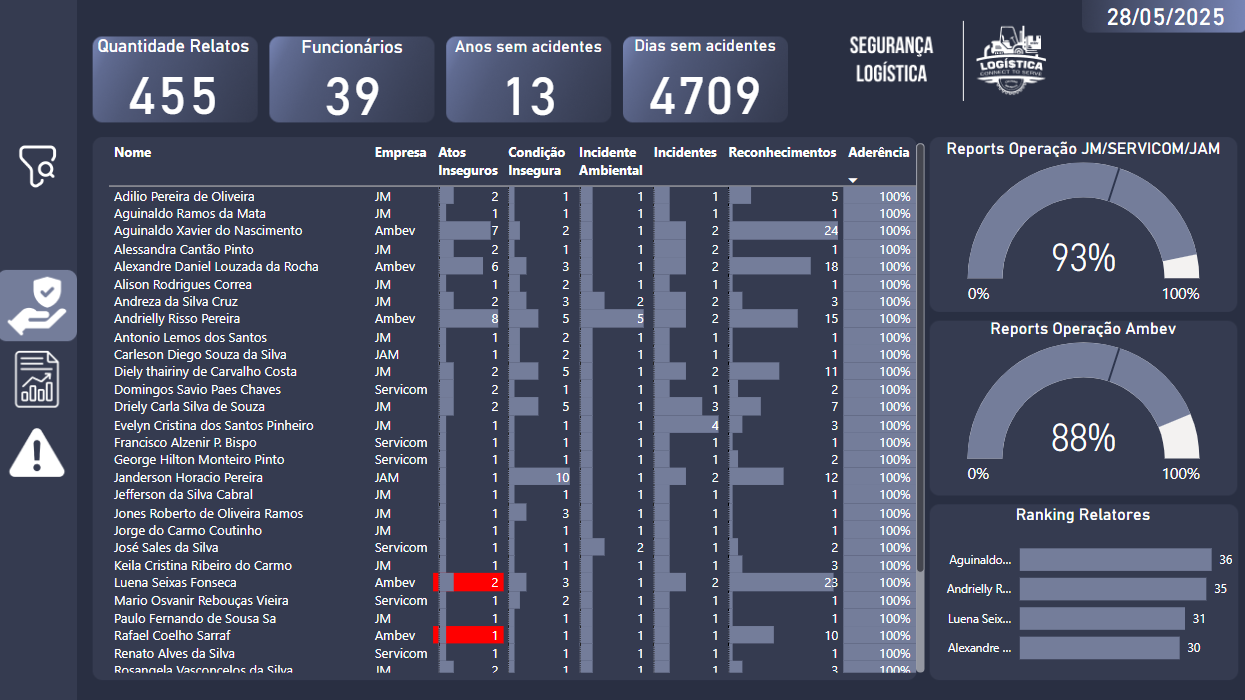 28/05/2025
Quantidade Relatos
455
Funcionários
39
Anos sem acidentes
13
Dias sem acidentes
4709
SEGURANÇA
LOGÍSTICA
LOGÍSTICA
CONNECT TO SERVE
Nome Empresa Atos Inseguros Condição Insegura Incidente Ambiental Incidentes Reconhecimentos Aderência
Adilio Pereira de Oliveira JM 2 1 1 1 5 100%
Aguinaldo Ramos da Mata JM 1 1 1 1 1 100%
Aguinaldo Xavier do Nascimento Ambev 7 2 1 2 24 100%
Alessandra Cantão Pinto JM 2 1 1 2 1 100%
Alexandre Daniel Louzada da Rocha Ambev 6 3 1 2 18 100%
Alison Rodrigues Correa JM 1 2 1 1 1 100%
Andreza da Silva Cruz JM 2 3 2 2 3 100%
Andrielly Risso Pereira Ambev 8 5 5 2 15 100%
Antonio Lemos dos Santos JM 1 2 1 1 1 100%
Carleson Diego Souza da Silva JAM 1 2 1 1 1 100%
Diely thairiny de Carvalho Costa JM 2 5 1 2 11 100%
Domingos Savio Paes Chaves Servicom 2 1 1 1 2 100%
Driely Carla Silva de Souza JM 2 5 1 3 7 100%
Evelyn Cristina dos Santos Pinheiro JM 1 1 1 4 3 100%
Francisco Alzenir P. Bispo Servicom 1 1 1 1 1 100%
George Hilton Monteiro Pinto Servicom 1 1 1 1 2 100%
Janderson Horacio Pereira JAM 1 10 1 2 12 100%
Jefferson da Silva Cabral JM 1 1 1 1 1 100%
Jones Roberto de Oliveira Ramos JM 1 3 1 1 1 100%
Jorge do Carmo Coutinho JM 1 1 1 1 1 100%
José Sales da Silva Servicom 1 1 2 1 2 100%
Keila Cristina Ribeiro do Carmo JM 1 1 1 1 3 100%
Luena Seixas Fonseca Ambev 2 3 1 2 23 100%
Mario Osvanir Rebouças Vieira Servicom 1 2 1 1 1 100%
Paulo Fernando de Sousa Sa JM 1 1 1 1 1 100%
Rafael Coelho Sarraf Ambev 1 1 1 1 10 100%
Renato Alves da Silva Servicom 1 1 1 1 1 100%
Rosangela Vasconcelos da Silva JM 2 1 1 1 3 100%
Reports Operação JM/SERVICOM/JAM
93%
0% 100%
Reports Operação Ambev
88%
0% 100%
Ranking Relatores
Aguinaldo... 36
Andrielly R... 35
Luena Seix... 31
Alexandre ... 30